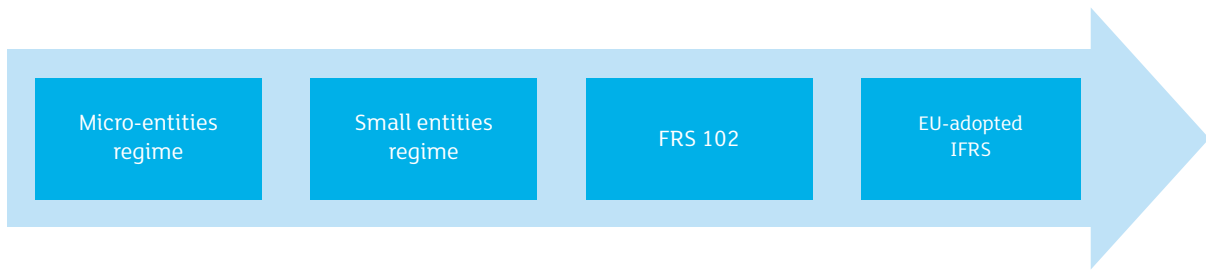 Micro-entities
regime
Small entities
regime
FRS 102
EU-adopted
IFRS